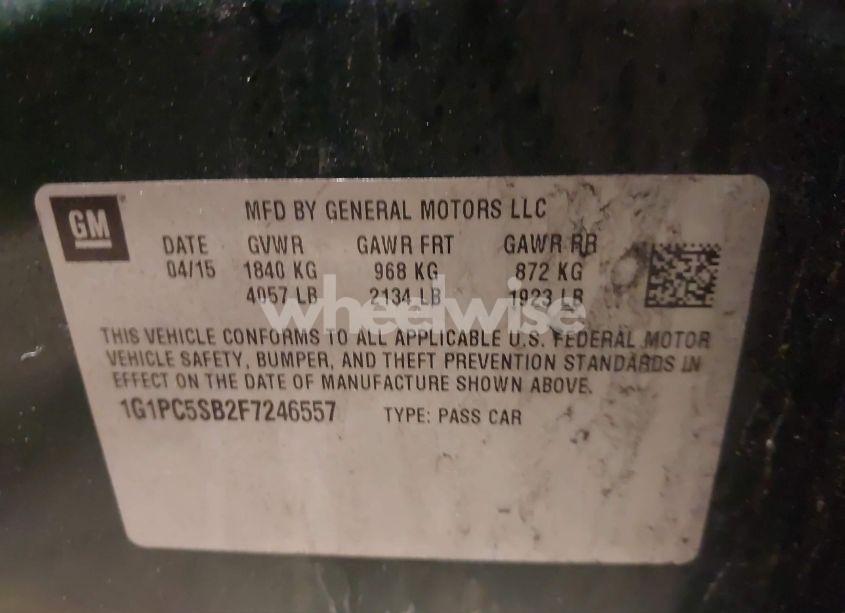 GM
MFD BY GENERAL MOTORS LLC
DATE GVWR GAWR FRT GAWR RR
04/15 1840 KG 968 KG 872 KG
4057 LB 2134 LB 1923 LB
wheelwise
THIS VEHICLE CONFORMS TO ALL APPLICABLE U.S. FEDERAL MOTOR
VEHICLE SAFETY, BUMPER, AND THEFT PREVENTION STANDARDS IN
EFFECT ON THE DATE OF MANUFACTURE SHOWN ABOVE.
1G1PC5SB2F7246557 TYPE: PASS CAR